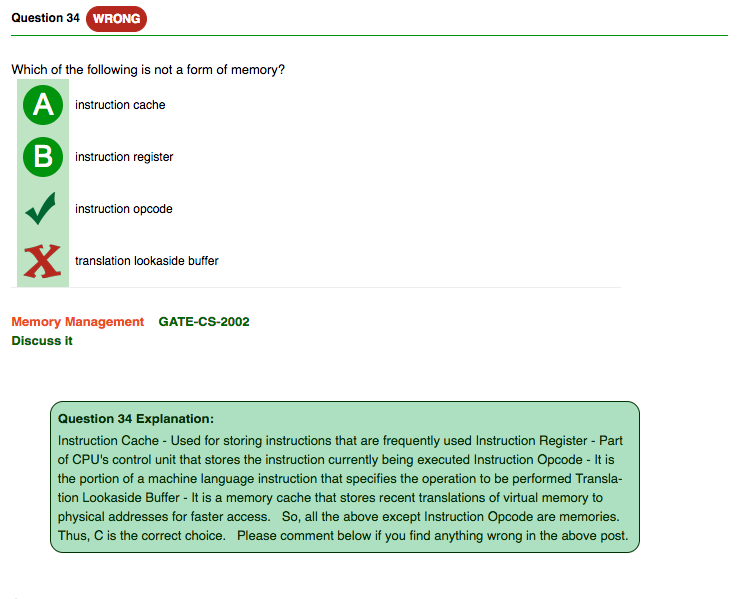 Question 34 WRONG
Which of the following is not a form of memory?
A instruction cache
B instruction register
instruction opcode
X translation lookaside buffer
Memory Management GATE-CS-2002
Discuss it
Question 34 Explanation:
Instruction Cache - Used for storing instructions that are frequently used Instruction Register - Part
of CPU's control unit that stores the instruction currently being executed Instruction Opcode - It is
the portion of a machine language instruction that specifies the operation to be performed Transla-
tion Lookaside Buffer - It is a memory cache that stores recent translations of virtual memory to
physical addresses for faster access. So, all the above except Instruction Opcode are memories.
Thus, C is the correct choice. Please comment below if you find anything wrong in the above post.